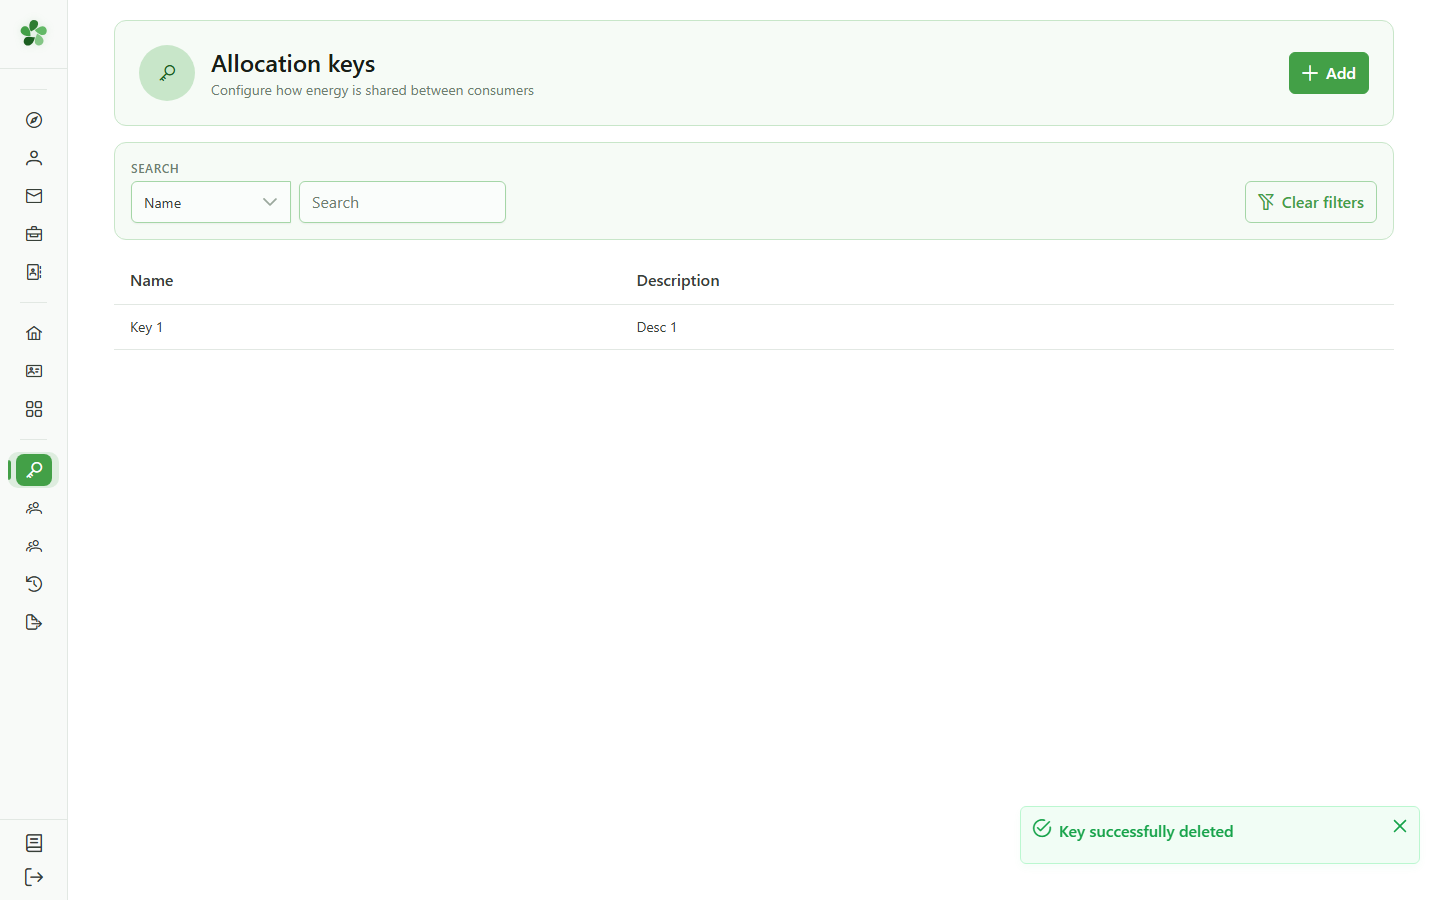 Allocation keys
Configure how energy is shared between consumers
Add
SEARCH
Name
Search
Clear filters
Name
Description
Key 1
Desc 1
Key successfully deleted